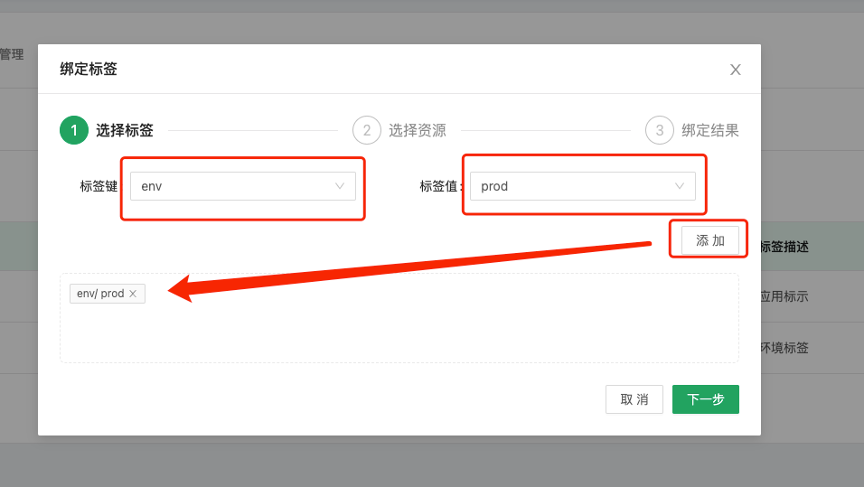 管理
绑定标签
1 选择标签
2 选择资源
3 绑定结果
标签键
env
标签值:
prod
添 加
标签描述
env/ prod
应用标示
环境标签
取 消
下一步